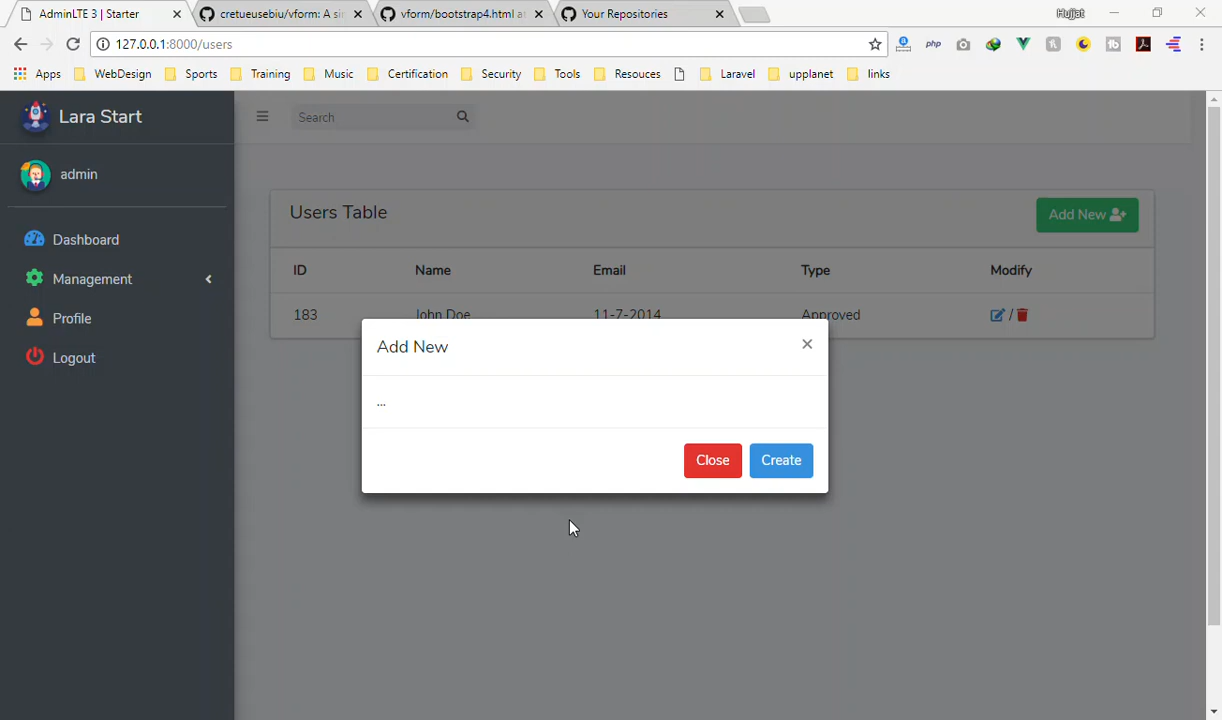 AdminLTE 3 | Starter
cretueusebiu/vform: A si
vform/bootstrap4.html at
Your Repositories
Hujjat
127.0.0.1:8000/users
php
Apps WebDesign Sports Training Music Certification Security Tools Resouces Laravel upplanet links
Lara Start
Search
admin
Dashboard
Management
Profile
Logout
Users Table
Add New
ID Name Email Type Modify
183 John Doe 11-7-2014 Approved /
Add New ×
...
Close Create